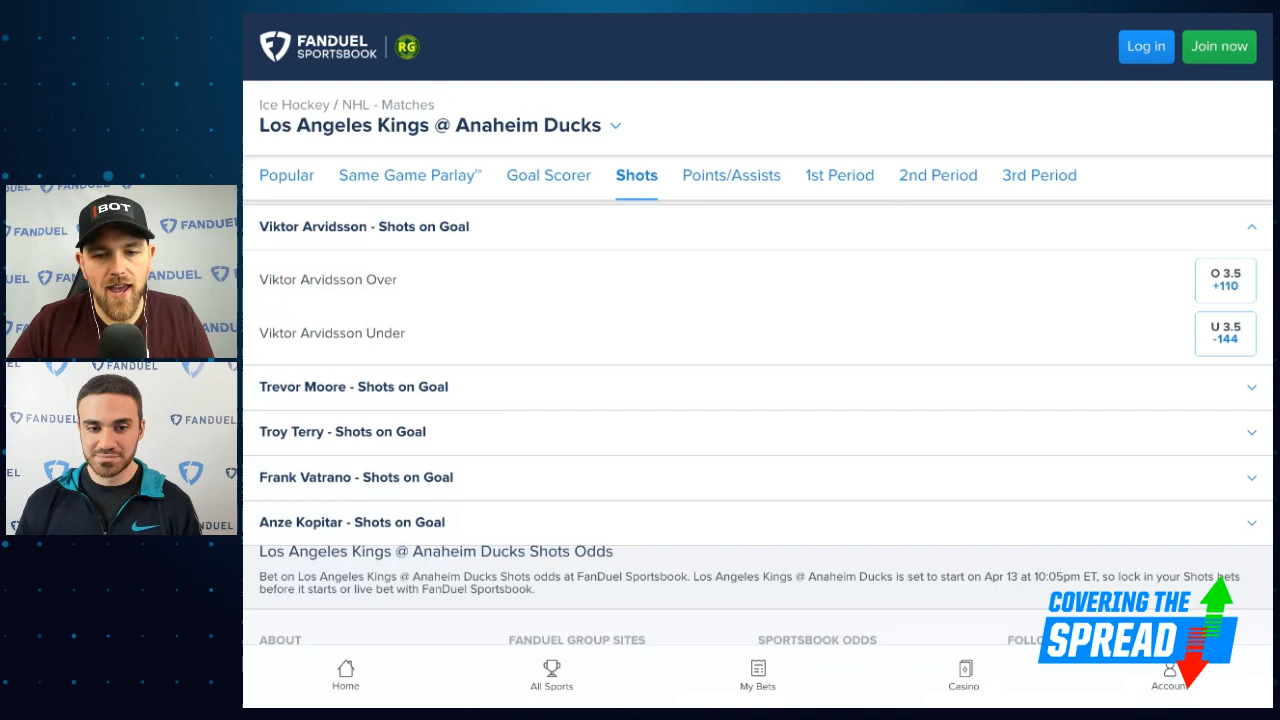 FANDUEL
SPORTSBOOK
RG
Log in
Join now
Ice Hockey / NHL - Matches
Los Angeles Kings @ Anaheim Ducks
Popular
Same Game Parlay™
Goal Scorer
Shots
Points/Assists
1st Period
2nd Period
3rd Period
Viktor Arvidsson - Shots on Goal
Viktor Arvidsson Over
O 3.5
+110
Viktor Arvidsson Under
U 3.5
-144
Trevor Moore - Shots on Goal
Troy Terry - Shots on Goal
Frank Vatrano - Shots on Goal
Anze Kopitar - Shots on Goal
Los Angeles Kings @ Anaheim Ducks Shots Odds
Bet on Los Angeles Kings @ Anaheim Ducks Shots odds at FanDuel Sportsbook. Los Angeles Kings @ Anaheim Ducks is set to start on Apr 13 at 10:05pm ET, so lock in your Shots bets
before it starts or live bet with FanDuel Sportsbook.
ABOUT
FANDUEL GROUP SITES
SPORTSBOOK ODDS
Home
All Sports
My Bets
Casino
Account
COVERING THE
SPREAD
BOT
FANDUEL
FANDUEL
FANDUEL
FANDUEL